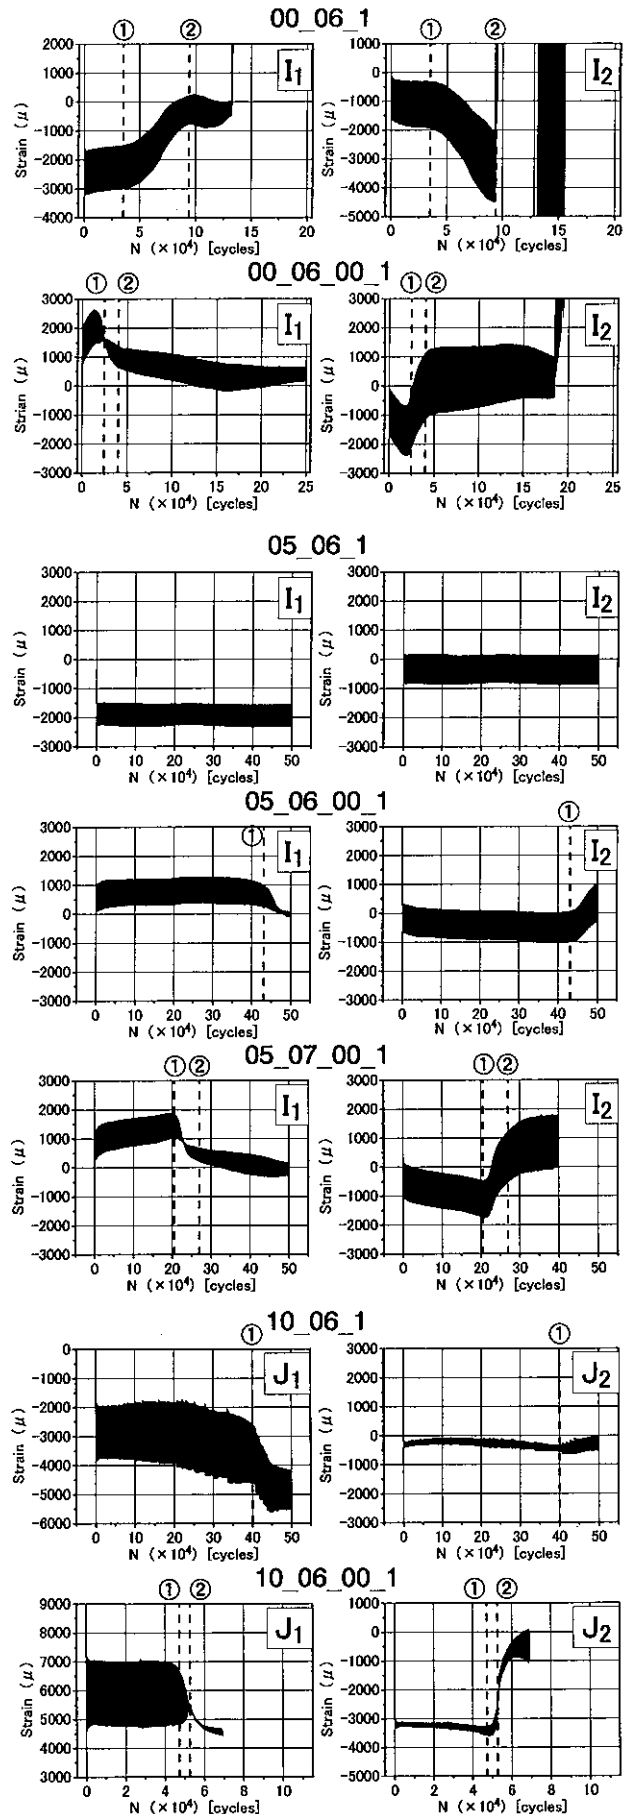 00_06_1
① ② ① ②
2000 1000 0 -1000 -2000 -3000 -4000 Strain (μ) I1
1000 0 -1000 -2000 -3000 -4000 -5000 Strain (μ) I2
0 5 10 15 20 0 5 10 15 20
N (×10⁴) [cycles] N (×10⁴) [cycles]
00_06_00_1
① ② ① ②
3000 2000 1000 0 -1000 -2000 -3000 Strian (μ) I1
3000 2000 1000 0 -1000 -2000 -3000 Strain (μ) I2
0 5 10 15 20 25 0 5 10 15 20 25
N (×10⁴) [cycles] N (×10⁴) [cycles]
05_06_1
3000 2000 1000 0 -1000 -2000 -3000 Strain (μ) I1
3000 2000 1000 0 -1000 -2000 -3000 Strain (μ) I2
0 10 20 30 40 50 0 10 20 30 40 50
N (×10⁴) [cycles] N (×10⁴) [cycles]
05_06_00_1
① ①
3000 2000 1000 0 -1000 -2000 -3000 Strain (μ) I1
3000 2000 1000 0 -1000 -2000 -3000 Strain (μ) I2
0 10 20 30 40 50 0 10 20 30 40 50
N (×10⁴) [cycles] N (×10⁴) [cycles]
05_07_00_1
① ② ① ②
3000 2000 1000 0 -1000 -2000 -3000 Strain (μ) I1
3000 2000 1000 0 -1000 -2000 -3000 Strain (μ) I2
0 10 20 30 40 50 0 10 20 30 40 50
N (×10⁴) [cycles] N (×10⁴) [cycles]
10_06_1
① ①
0 -1000 -2000 -3000 -4000 -5000 -6000 Strain (μ) J1
3000 2000 1000 0 -1000 -2000 -3000 Strain (μ) J2
0 10 20 30 40 50 0 10 20 30 40 50
N (×10⁴) [cycles] N (×10⁴) [cycles]
10_06_00_1
① ② ① ②
9000 8000 7000 6000 5000 4000 3000 Strain (μ) J1
1000 0 -1000 -2000 -3000 -4000 -5000 Strain (μ) J2
0 2 4 6 8 10 0 2 4 6 8 10
N (×10⁴) [cycles] N (×10⁴) [cycles]